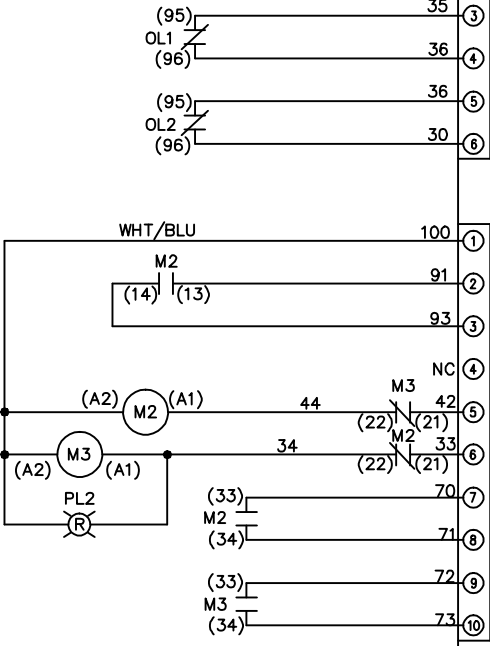 (95) 35 3
OL1
(96) 36 4
(95) 36 5
OL2
(96) 30 6
WHT/BLU 100 1
M2
(14) (13) 91 2
93 3
NC 4
M3
(A2) M2 (A1) 44 (22) (21) 42 5
M2
(A2) M3 (A1) 34 (22) (21) 33 6
PL2
R
(33) 70 7
M2
(34) 71 8
(33) 72 9
M3
(34) 73 10